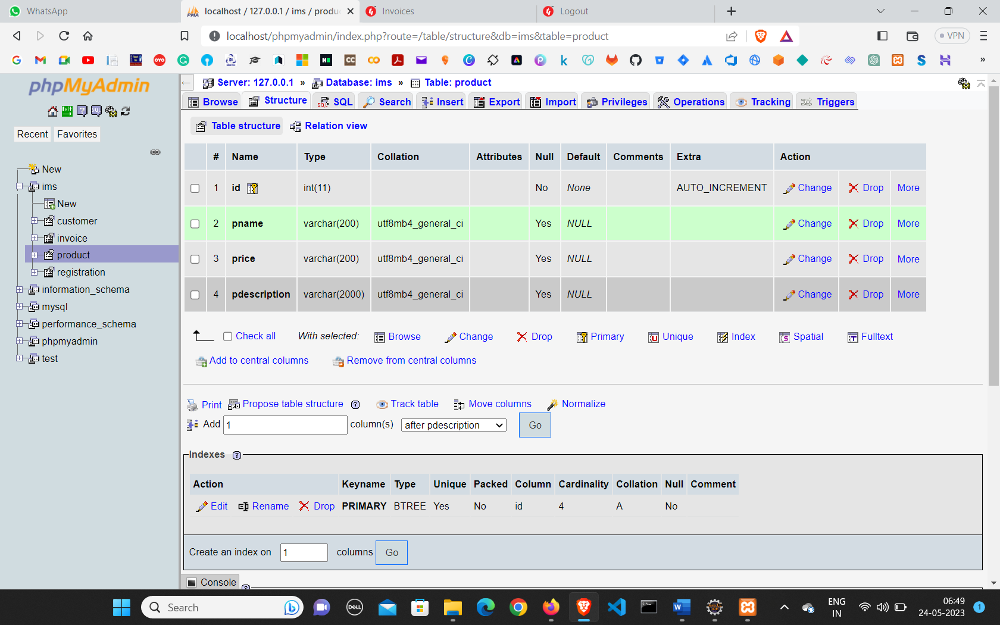 WhatsApp
localhost / 127.0.0.1 / ims / produ
Invoices
Logout
localhost/phpmyadmin/index.php?route=/table/structure&db=ims&table=product
VPN
phpMyAdmin
Recent
Favorites
New
ims
New
customer
invoice
product
registration
information_schema
mysql
performance_schema
phpmyadmin
test
Server: 127.0.0.1 » Database: ims » Table: product
Browse Structure SQL Search Insert Export Import Privileges Operations Tracking Triggers
Table structure Relation view
# Name Type Collation Attributes Null Default Comments Extra Action
1 id int(11) No None AUTO_INCREMENT Change Drop More
2 pname varchar(200) utf8mb4_general_ci Yes NULL Change Drop More
3 price varchar(200) utf8mb4_general_ci Yes NULL Change Drop More
4 pdescription varchar(2000) utf8mb4_general_ci Yes NULL Change Drop More
Check all With selected: Browse Change Drop Primary Unique Index Spatial Fulltext
Add to central columns Remove from central columns
Print Propose table structure Track table Move columns Normalize
Add 1 column(s) after pdescription Go
Indexes
Action Keyname Type Unique Packed Column Cardinality Collation Null Comment
Edit Rename Drop PRIMARY BTREE Yes No id 4 A No
Create an index on 1 columns Go
Console
Search
DELL
ENG
IN
06:49
24-05-2023
1